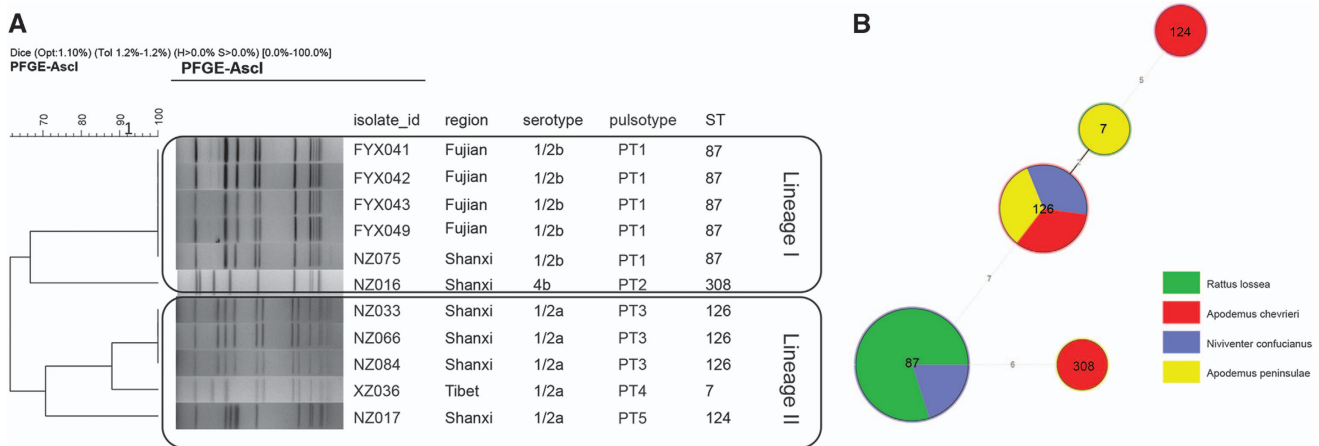 A
Dice (Opt:1.10%) (Tol 1.2%-1.2%) (H>0.0% S>0.0%) [0.0%-100.0%]
PFGE-AscI PFGE-AscI
70 80 90 1 100
isolate_id region serotype pulsotype ST
FYX041 Fujian 1/2b PT1 87
FYX042 Fujian 1/2b PT1 87
FYX043 Fujian 1/2b PT1 87
FYX049 Fujian 1/2b PT1 87
NZ075 Shanxi 1/2b PT1 87
NZ016 Shanxi 4b PT2 308
Lineage I
NZ033 Shanxi 1/2a PT3 126
NZ066 Shanxi 1/2a PT3 126
NZ084 Shanxi 1/2a PT3 126
XZ036 Tibet 1/2a PT4 7
NZ017 Shanxi 1/2a PT5 124
Lineage II
B
124
5
7
126
7
87
6
308
Rattus lossea
Apodemus chevrieri
Niviventer confucianus
Apodemus peninsulae